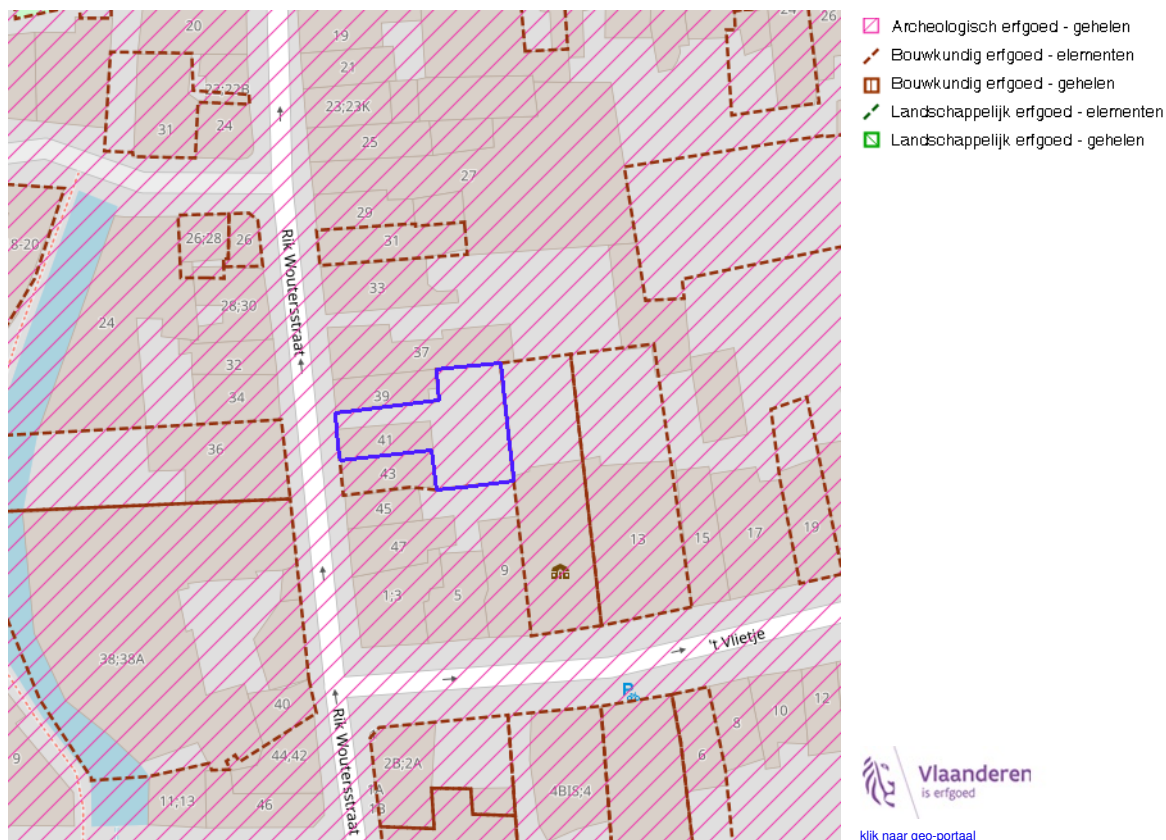 20
19
24
26
21
22;22B
23;23K
31
24
25
27
29
8-20
26;28
26
31
Rik Woutersstraat
28;30
33
24
37
32
34
39
36
41
43
45
47
9
13
15
17
19
1;3
5
't Vlietje
38;38A
40
12
10
8
44;42
Rik Woutersstraat
2B;2A
6
9
1A
4BIS;4
11;13
46
1B
Archeologisch erfgoed - gehelen
Bouwkundig erfgoed - elementen
Bouwkundig erfgoed - gehelen
Landschappelijk erfgoed - elementen
Landschappelijk erfgoed - gehelen
Vlaanderen
is erfgoed
klik naar geo-portaal